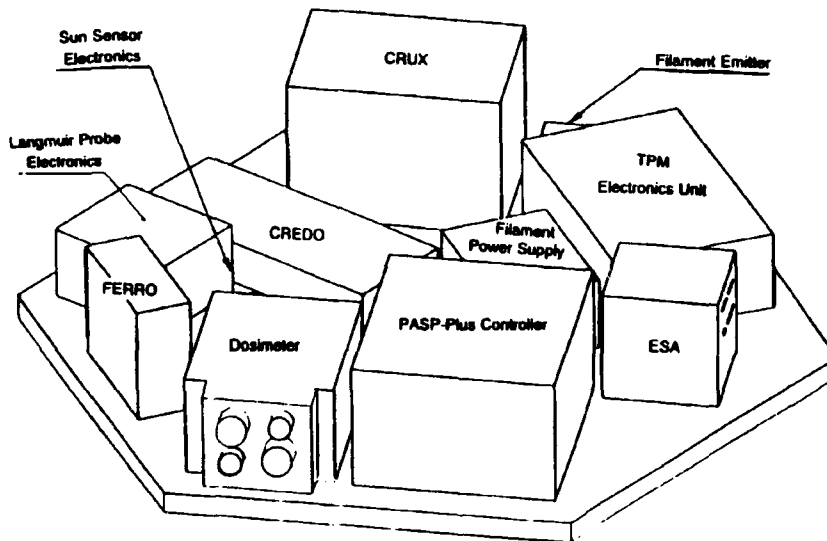 Sun Sensor
Electronics
CRUX
Filament Emitter
Langmuir Probe
Electronics
TPM
Electronics Unit
CREDO
Filament
Power Supply
FERRO
Dosimeter
PASP-Plus Controller
ESA